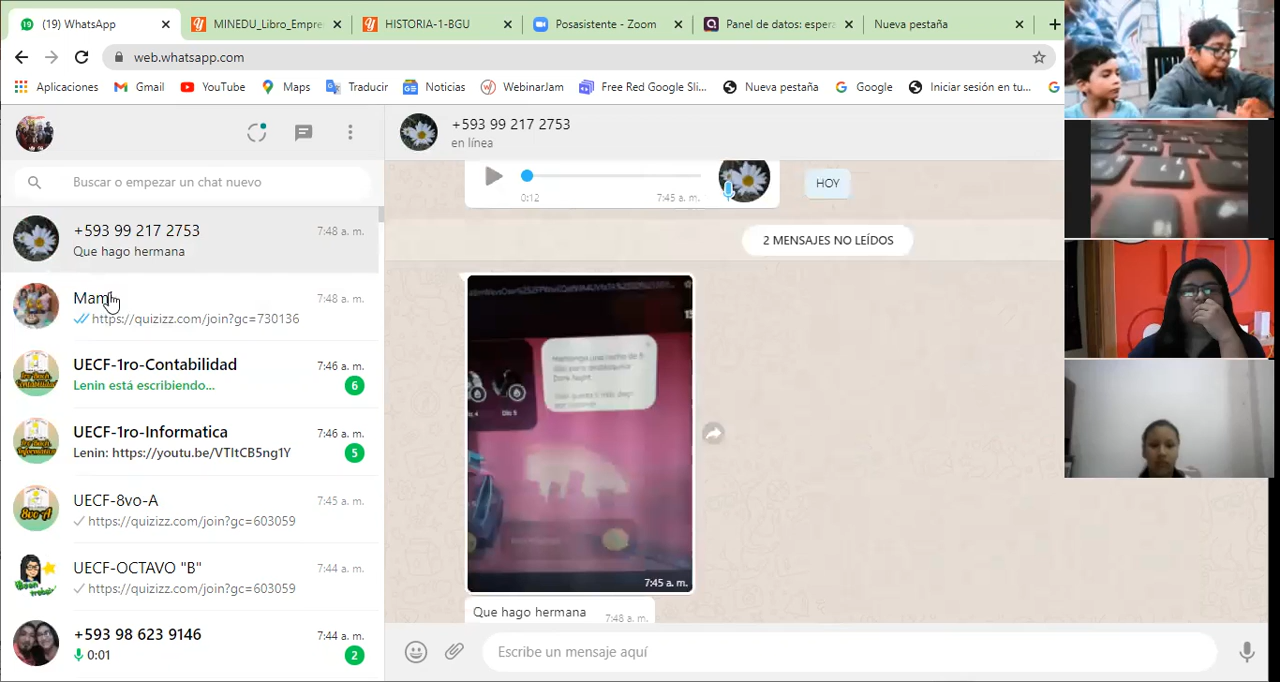 (19) WhatsApp
MINEDU_Libro_Empre
HISTORIA-1-BGU
Posasistente - Zoom
Panel de datos: espera
Nueva pestaña
web.whatsapp.com
Aplicaciones
Gmail
YouTube
Maps
Traducir
Noticias
WebinarJam
Free Red Google Sli...
Nueva pestaña
Google
Iniciar sesión en tu...
Buscar o empezar un chat nuevo
+593 99 217 2753
7:48 a. m.
Que hago hermana
7:48 a. m.
https://quizizz.com/join?gc=730136
UECF-1ro-Contabilidad
7:46 a. m.
Lenin está escribiendo...
6
UECF-1ro-Informatica
7:46 a. m.
Lenin: https://youtu.be/VTItCB5ng1Y
5
UECF-8vo-A
7:45 a. m.
https://quizizz.com/join?gc=603059
UECF-OCTAVO "B"
7:44 a. m.
https://quizizz.com/join?gc=603059
+593 98 623 9146
7:44 a. m.
0:01
2
+593 99 217 2753
en línea
0:12
7:45 a. m.
HOY
2 MENSAJES NO LEÍDOS
7:45 a. m.
Que hago hermana
7:48 a. m.
Escribe un mensaje aquí